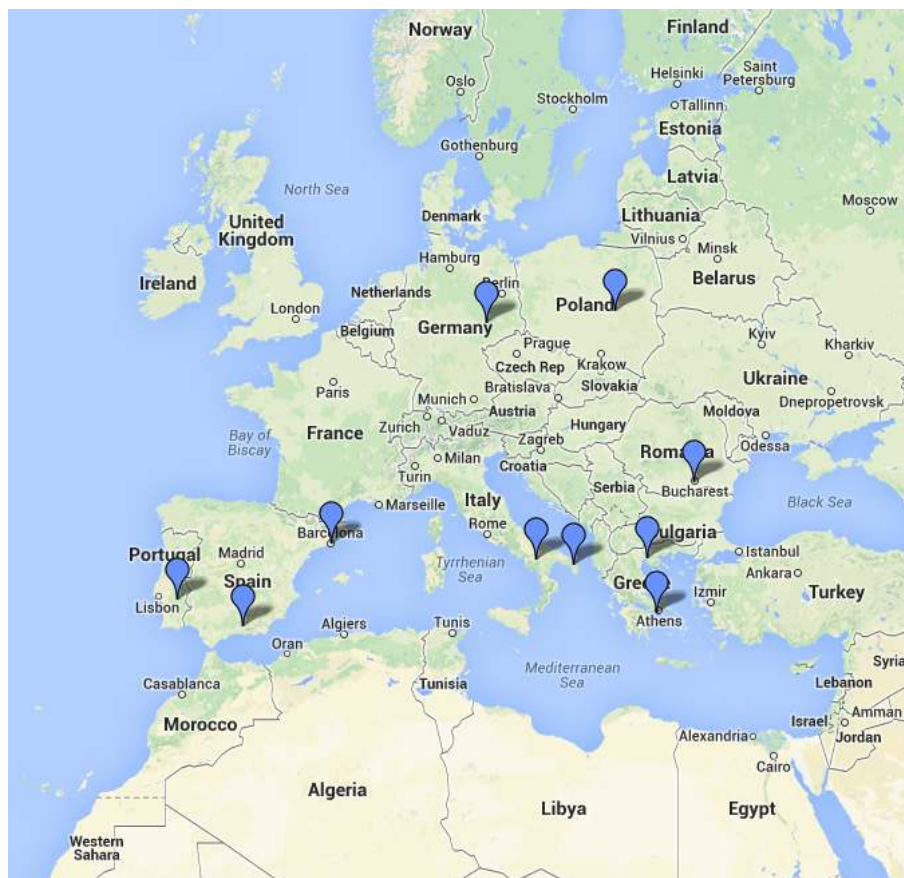 Norway
Finland
Oslo
Helsinki
Saint
Petersburg
Stockholm
Tallinn
Estonia
Gothenburg
North Sea
Latvia
Moscow
Denmark
Lithuania
United
Kingdom
Vilnius
Minsk
Hamburg
Belarus
Ireland
Netherlands
Berlin
London
Poland
Belgium
Germany
Kyiv
Kharkiv
Prague
Czech Rep
Krakow
Paris
Bratislava
Slovakia
Ukraine
Munich
Dnepropetrovsk
Austria
Moldova
Zurich
Vaduz
Hungary
France
Bay of
Biscay
Zagreb
Odessa
Milan
Croatia
Romania
Turin
Serbia
Bucharest
Marseille
Italy
Black Sea
Rome
Barcelona
Bulgaria
Portugal
Madrid
Istanbul
Tyrrhenian
Sea
Ankara
Spain
Greece
Izmir
Turkey
Lisbon
Athens
Algiers
Tunis
Oran
Mediterranean
Sea
Syria
Casablanca
Tunisia
Lebanon
Morocco
Israel
Amman
Alexandria
Jordan
Cairo
Algeria
Libya
Egypt
Western
Sahara